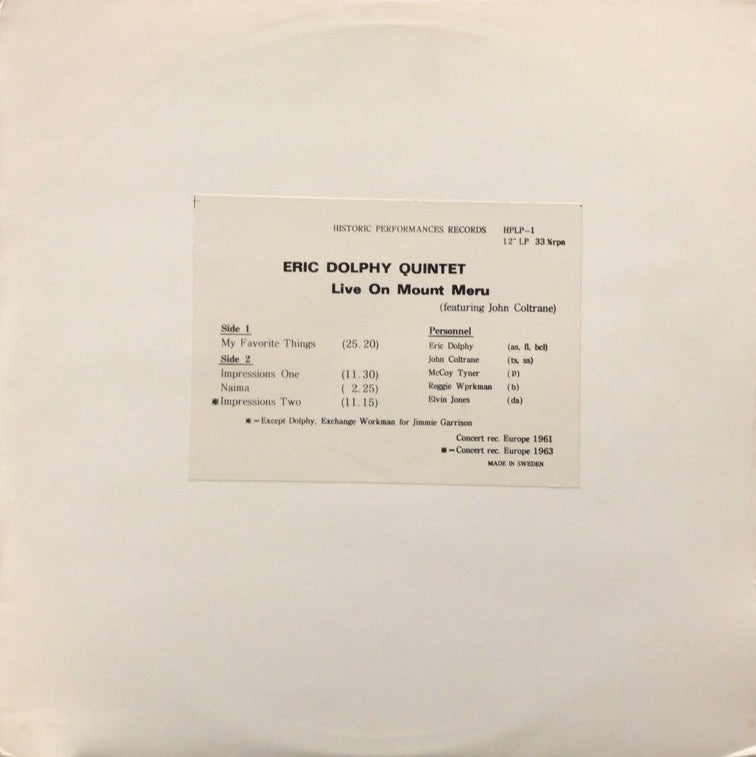 HISTORIC PERFORMANCES RECORDS HPLP-1
12" LP 33 ⅓rpm
ERIC DOLPHY QUINTET
Live On Mount Meru
(featuring John Coltrane)
Side 1
My Favorite Things (25. 20)
Side 2
Impressions One (11. 30)
Naima ( 2. 25)
*Impressions Two (11. 15)
Personnel
Eric Dolphy (as, fl, bcl)
John Coltrane (ts, ss)
McCoy Tyner (p)
Reggie Wprkman (b)
Elvin Jones (ds)
* - Except Dolphy, Exchange Workman for Jimmie Garrison
Concert rec. Europe 1961
* - Concert rec. Europe 1963
MADE IN SWEDEN